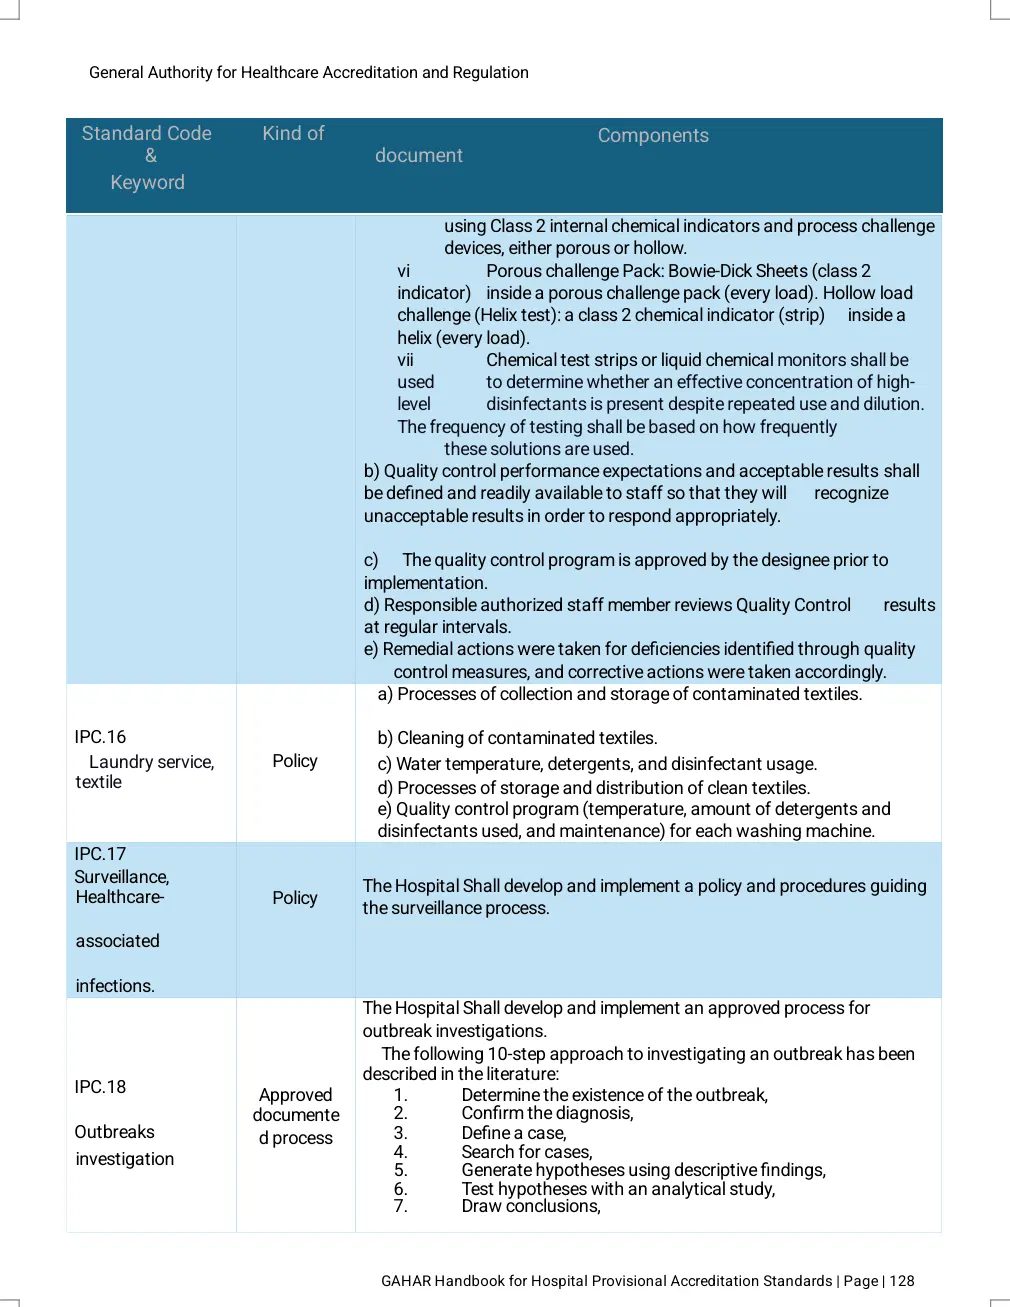 General Authority for Healthcare Accreditation and Regulation
Standard Code
&
Keyword
Kind of
document
Components
using Class 2 internal chemical indicators and process challenge
devices, either porous or hollow.
vi Porous challenge Pack: Bowie-Dick Sheets (class 2
indicator) inside a porous challenge pack (every load). Hollow load
challenge (Helix test): a class 2 chemical indicator (strip) inside a
helix (every load).
vii Chemical test strips or liquid chemical monitors shall be
used to determine whether an effective concentration of high-
level disinfectants is present despite repeated use and dilution.
The frequency of testing shall be based on how frequently
these solutions are used.
b) Quality control performance expectations and acceptable results shall
be defined and readily available to staff so that they will recognize
unacceptable results in order to respond appropriately.
c) The quality control program is approved by the designee prior to
implementation.
d) Responsible authorized staff member reviews Quality Control results
at regular intervals.
e) Remedial actions were taken for deficiencies identified through quality
control measures, and corrective actions were taken accordingly.
IPC.16
Laundry service,
textile
Policy
a) Processes of collection and storage of contaminated textiles.
b) Cleaning of contaminated textiles.
c) Water temperature, detergents, and disinfectant usage.
d) Processes of storage and distribution of clean textiles.
e) Quality control program (temperature, amount of detergents and
disinfectants used, and maintenance) for each washing machine.
IPC.17
Surveillance,
Healthcare-
associated
infections.
Policy
The Hospital Shall develop and implement a policy and procedures guiding
the surveillance process.
IPC.18
Outbreaks
investigation
Approved
documente
d process
The Hospital Shall develop and implement an approved process for
outbreak investigations.
The following 10-step approach to investigating an outbreak has been
described in the literature:
1. Determine the existence of the outbreak,
2. Confirm the diagnosis,
3. Define a case,
4. Search for cases,
5. Generate hypotheses using descriptive findings,
6. Test hypotheses with an analytical study,
7. Draw conclusions,
GAHAR Handbook for Hospital Provisional Accreditation Standards | Page | 128